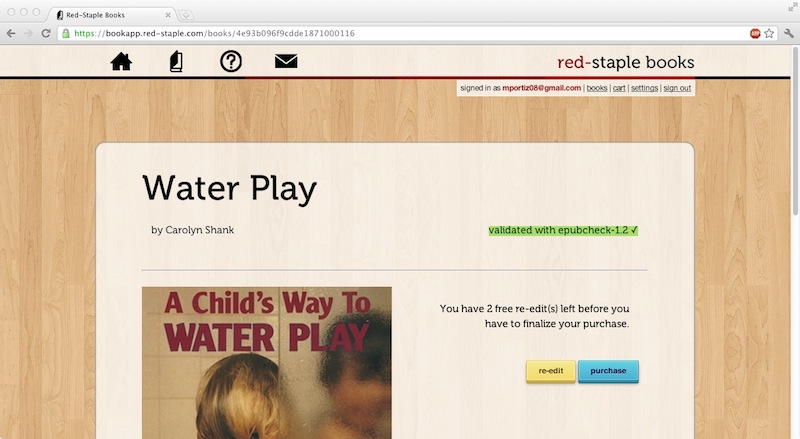 Red-Staple Books
https://bookapp.red-staple.com/books/4e93b096f9cdde1871000116
ABP
red-staple books
signed in as mportiz08@gmail.com | books | cart | settings | sign out
Water Play
by Carolyn Shank
validated with epubcheck-1.2 ✓
A Child's Way To
WATER PLAY
You have 2 free re-edit(s) left before you
have to finalize your purchase.
re-edit
purchase